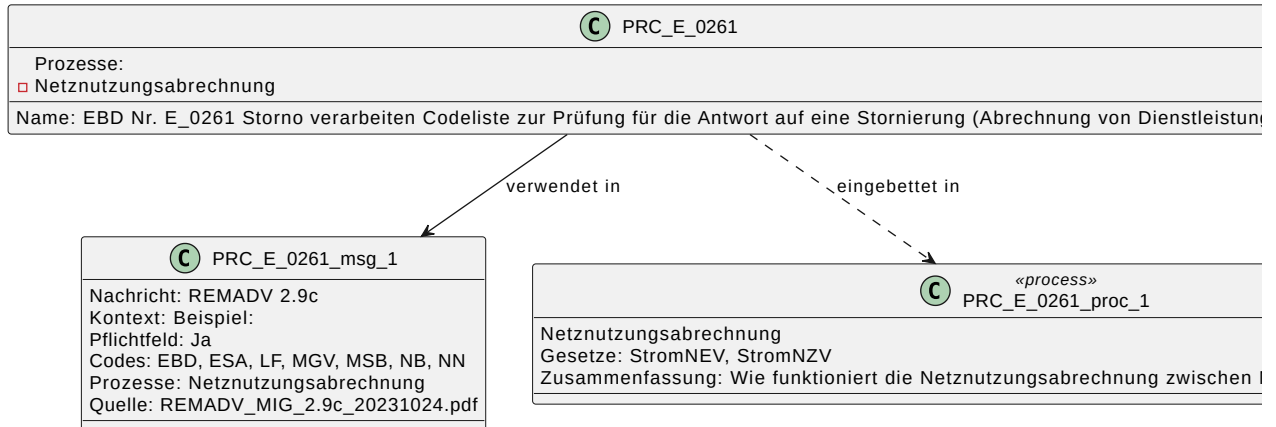 C PRC_E_0261
Prozesse:
Netznutzungsabrechnung
Name: EBD Nr. E_0261 Storno verarbeiten Codeliste zur Prüfung für die Antwort auf eine Stornierung (Abrechnung von Dienstleistung
verwendet in
eingebettet in
C PRC_E_0261_msg_1
Nachricht: REMADV 2.9c
Kontext: Beispiel:
Pflichtfeld: Ja
Codes: EBD, ESA, LF, MGV, MSB, NB, NN
Prozesse: Netznutzungsabrechnung
Quelle: REMADV_MIG_2.9c_20231024.pdf
«process»
C PRC_E_0261_proc_1
Netznutzungsabrechnung
Gesetze: StromNEV, StromNZV
Zusammenfassung: Wie funktioniert die Netznutzungsabrechnung zwischen